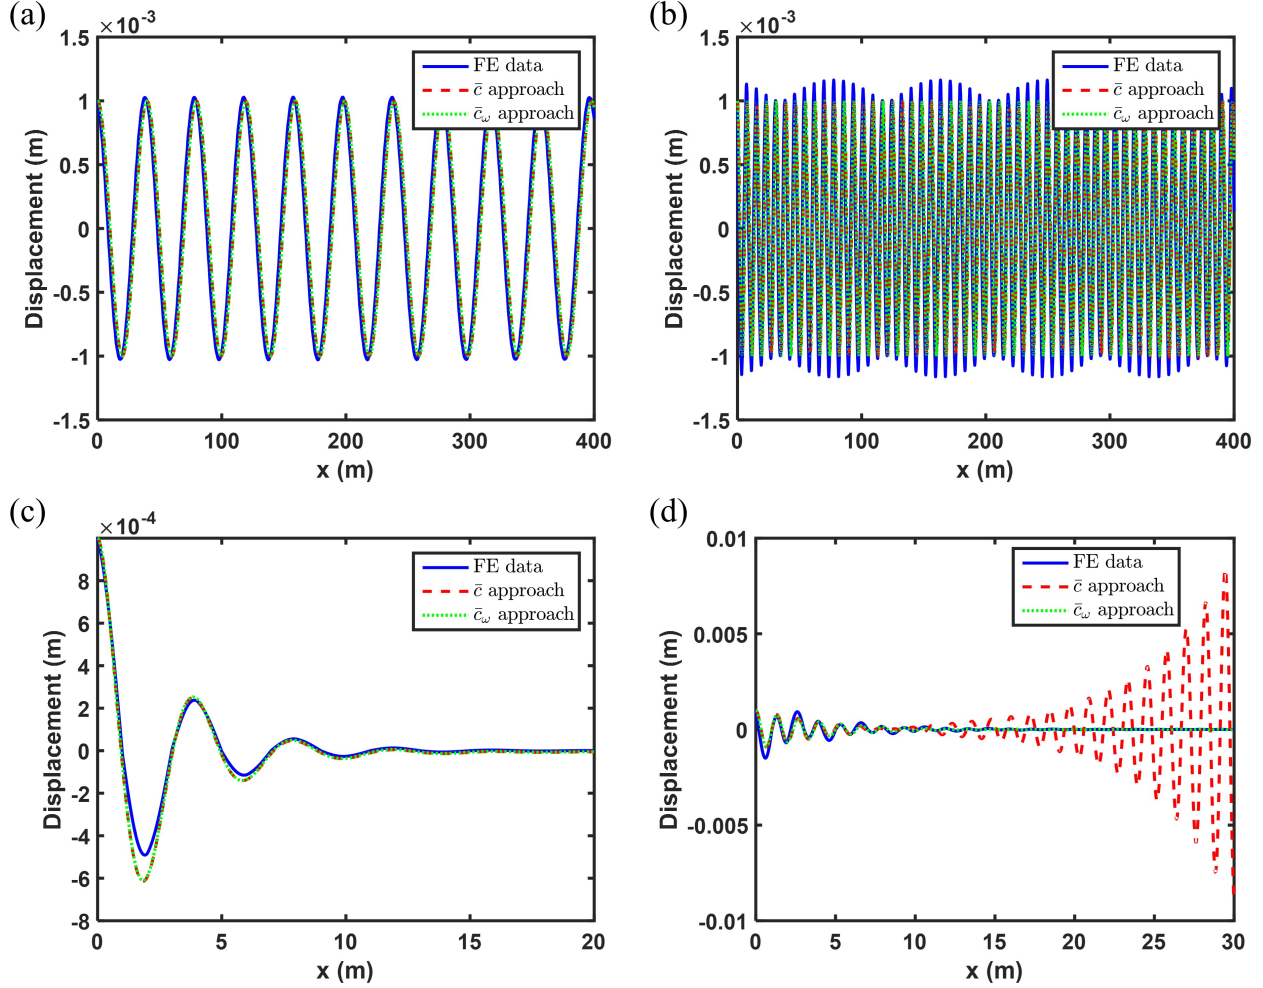 (a)
×10⁻³
1.5
1
0.5
0
-0.5
-1
-1.5
Displacement (m)
0 100 200 300 400
x (m)
FE data
c̄ approach
c̄ω approach
(b)
×10⁻³
1.5
1
0.5
0
-0.5
-1
-1.5
Displacement (m)
0 100 200 300 400
x (m)
FE data
c̄ approach
c̄ω approach
(c)
×10⁻⁴
8
6
4
2
0
-2
-4
-6
-8
Displacement (m)
0 5 10 15 20
x (m)
FE data
c̄ approach
c̄ω approach
(d)
0.01
0.005
0
-0.005
-0.01
Displacement (m)
0 5 10 15 20 25 30
x (m)
FE data
c̄ approach
c̄ω approach